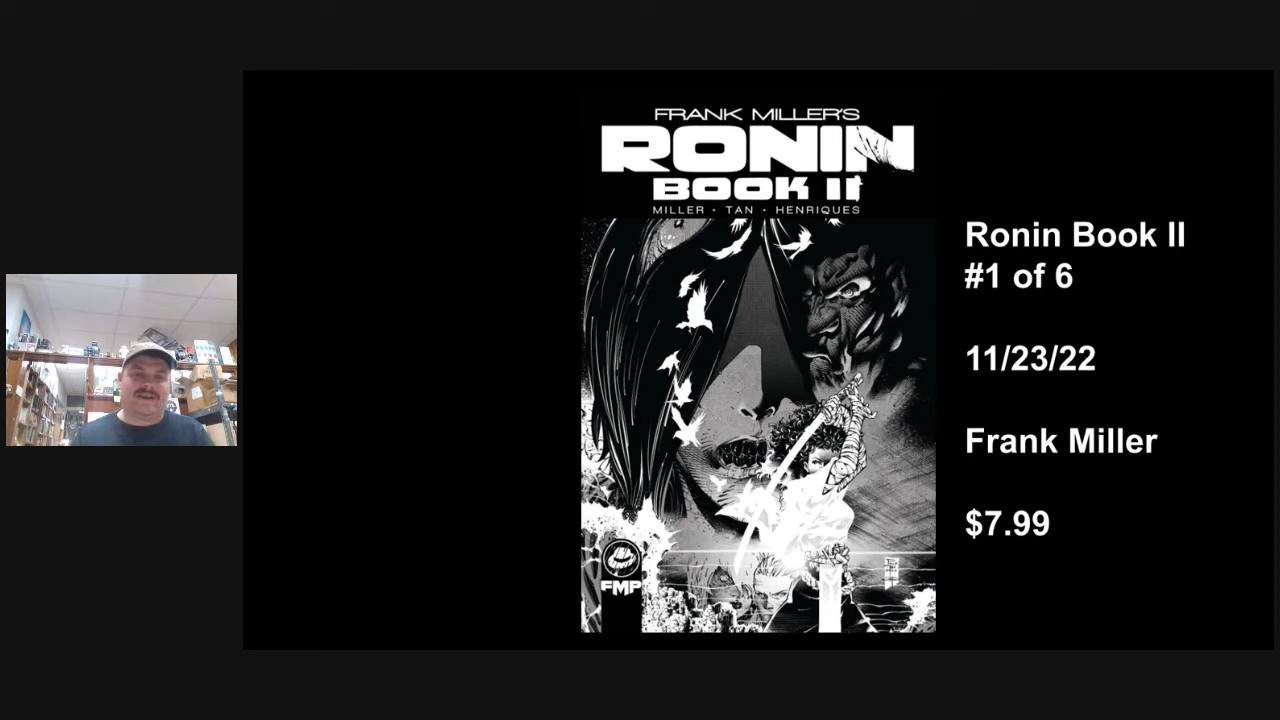 FRANK MILLER'S
RONIN
BOOK II
MILLER • TAN • HENRIQUES
FMP
Ronin Book II
#1 of 6
11/23/22
Frank Miller
$7.99